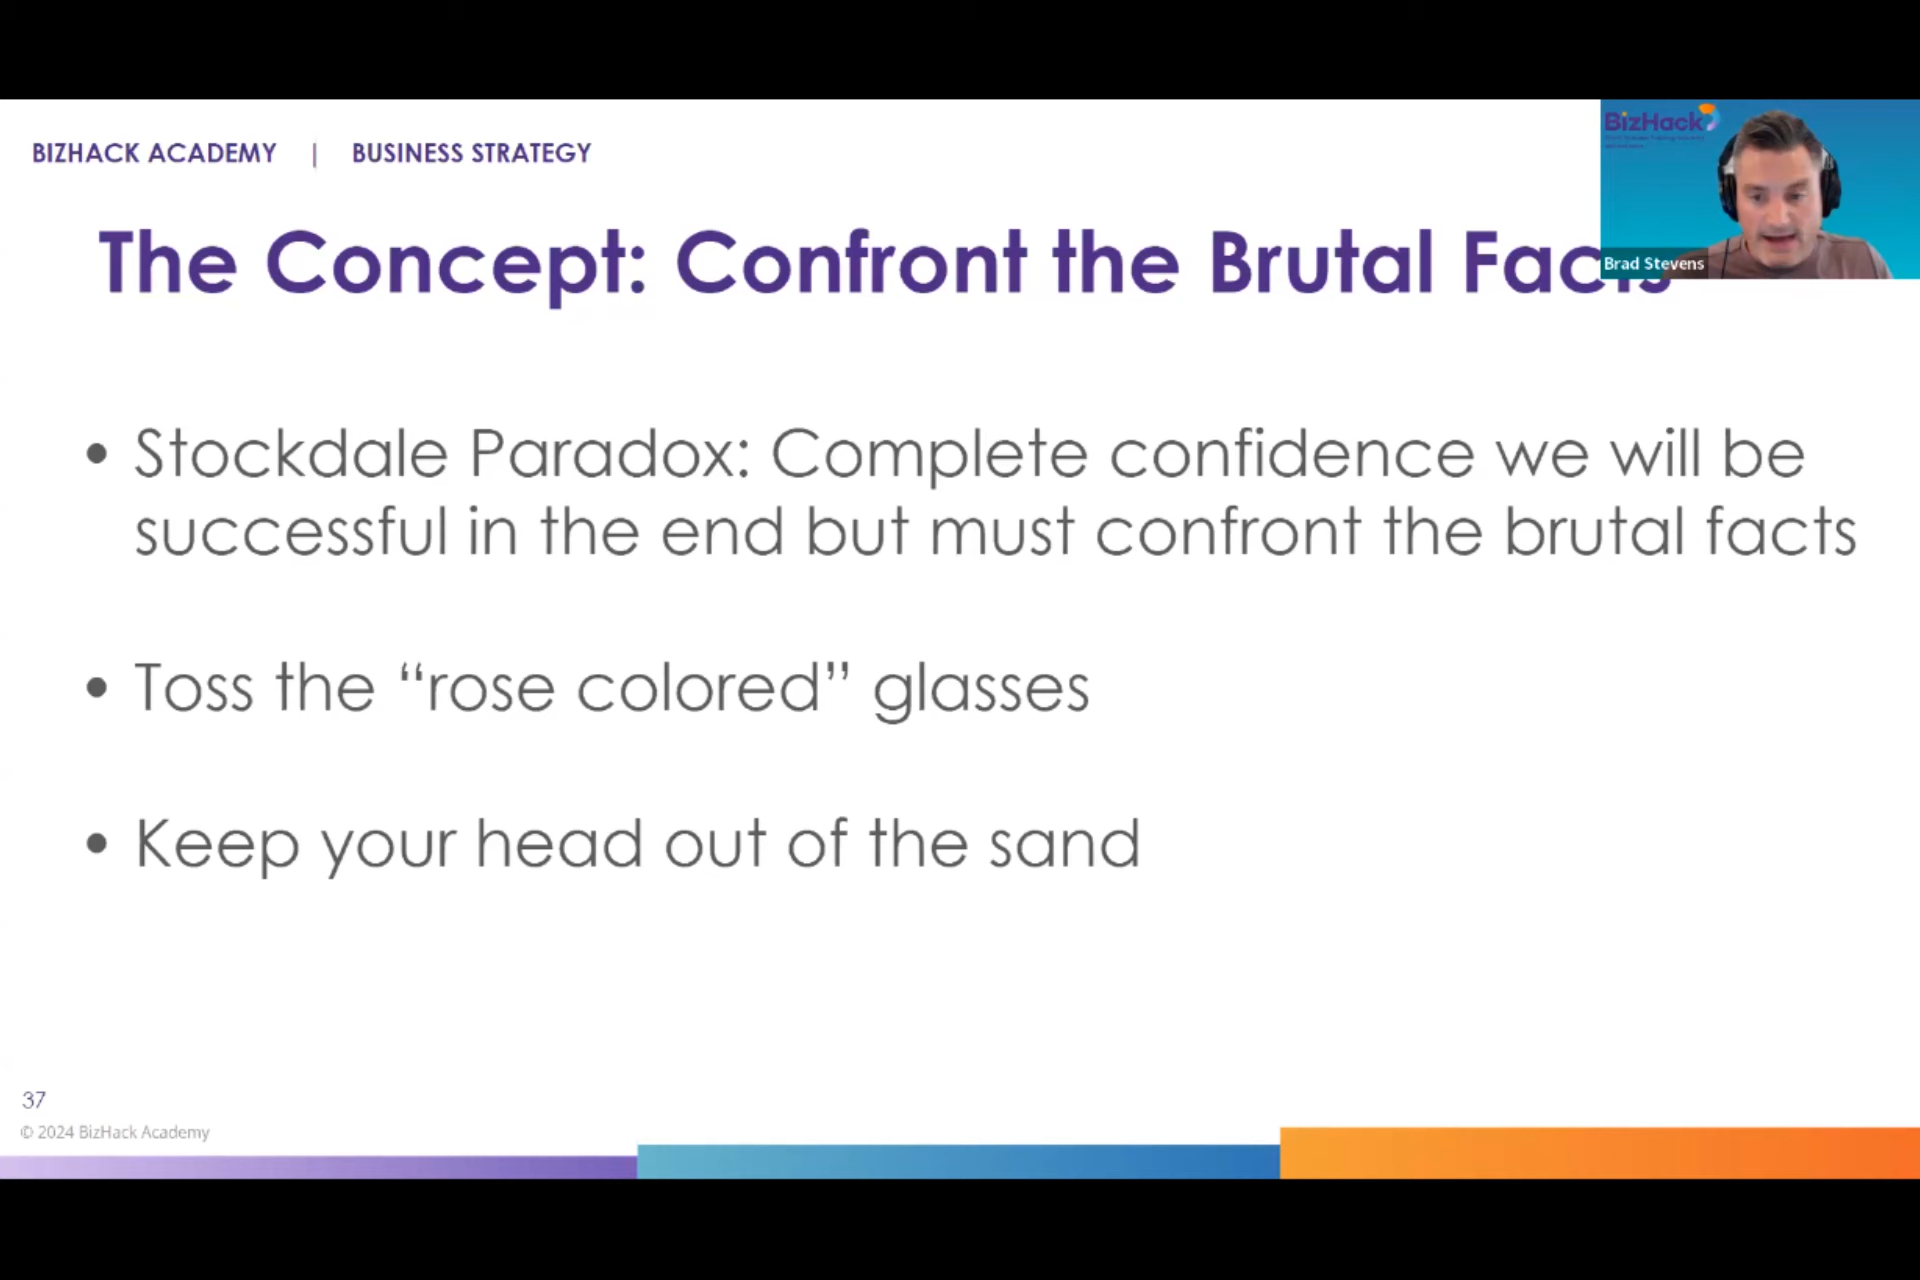 BIZHACK ACADEMY | BUSINESS STRATEGY
BizHack
The Concept: Confront the Brutal Facts
Brad Stevens
• Stockdale Paradox: Complete confidence we will be
successful in the end but must confront the brutal facts
• Toss the “rose colored” glasses
• Keep your head out of the sand
37
© 2024 BizHack Academy